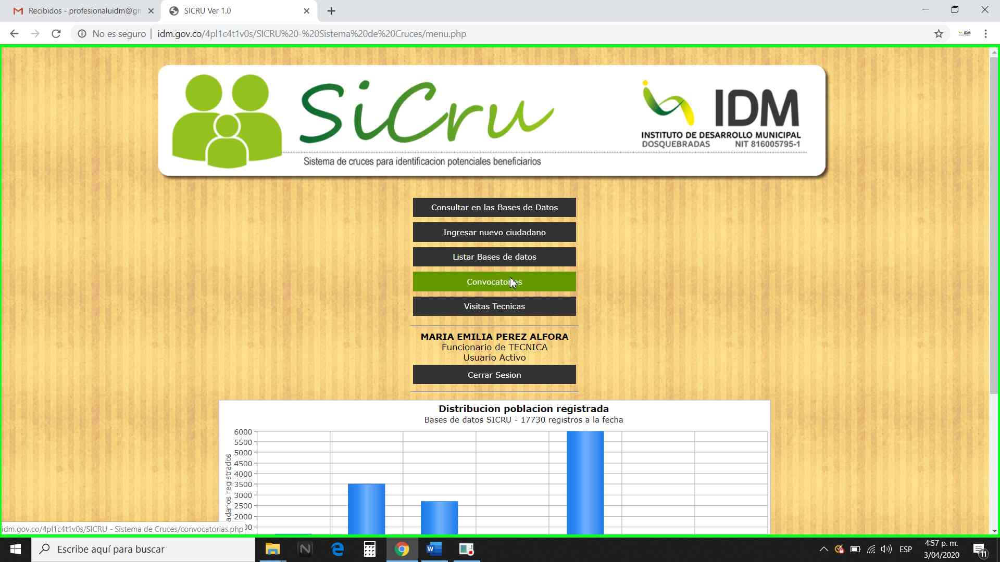 Recibidos - profesionaluidm@gn
SICRU Ver 1.0
No es seguro
idm.gov.co/4pl1c4t1v0s/SICRU%20-%20Sistema%20de%20Cruces/menu.php
IDM
SiCru
IDM
INSTITUTO DE DESARROLLO MUNICIPAL
DOSQUEBRADAS NIT 816005795-1
Sistema de cruces para identificacion potenciales beneficiarios
Consultar en las Bases de Datos
Ingresar nuevo ciudadano
Listar Bases de datos
Convocatorias
Visitas Tecnicas
MARIA EMILIA PEREZ ALFORA
Funcionario de TECNICA
Usuario Activo
Cerrar Sesion
Distribucion poblacion registrada
Bases de datos SICRU - 17730 registros a la fecha
6000
5500
5000
4500
4000
3500
3000
2500
2000
registrados
idm.gov.co/4pl1c4t1v0s/SICRU - Sistema de Cruces/convocatorias.php
Escribe aquí para buscar
ESP
4:57 p. m.
3/04/2020
11